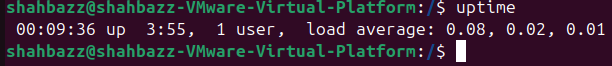 shahbazz@shahbazz-VMware-Virtual-Platform:/$ uptime
 00:09:36 up  3:55,  1 user,  load average: 0.08, 0.02, 0.01
shahbazz@shahbazz-VMware-Virtual-Platform:/$